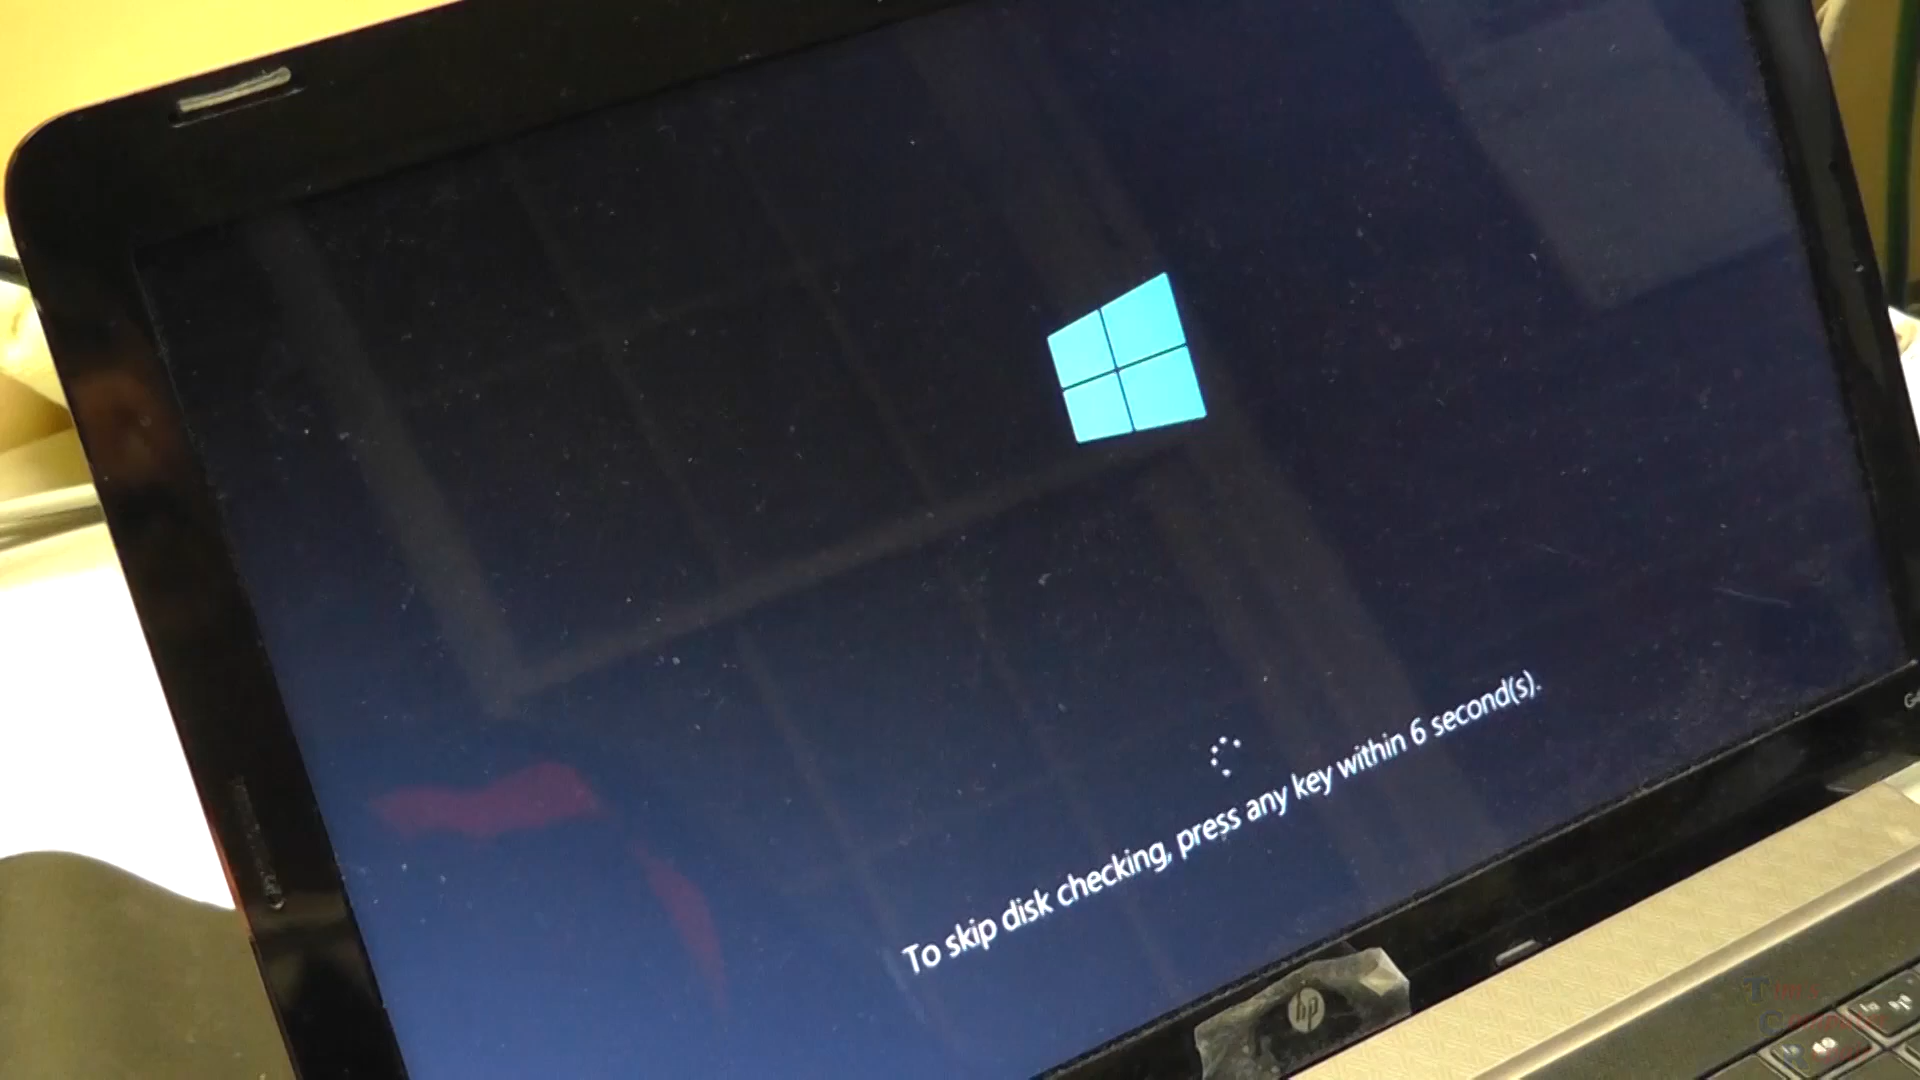 To skip disk checking, press any key within 6 second(s).
hp